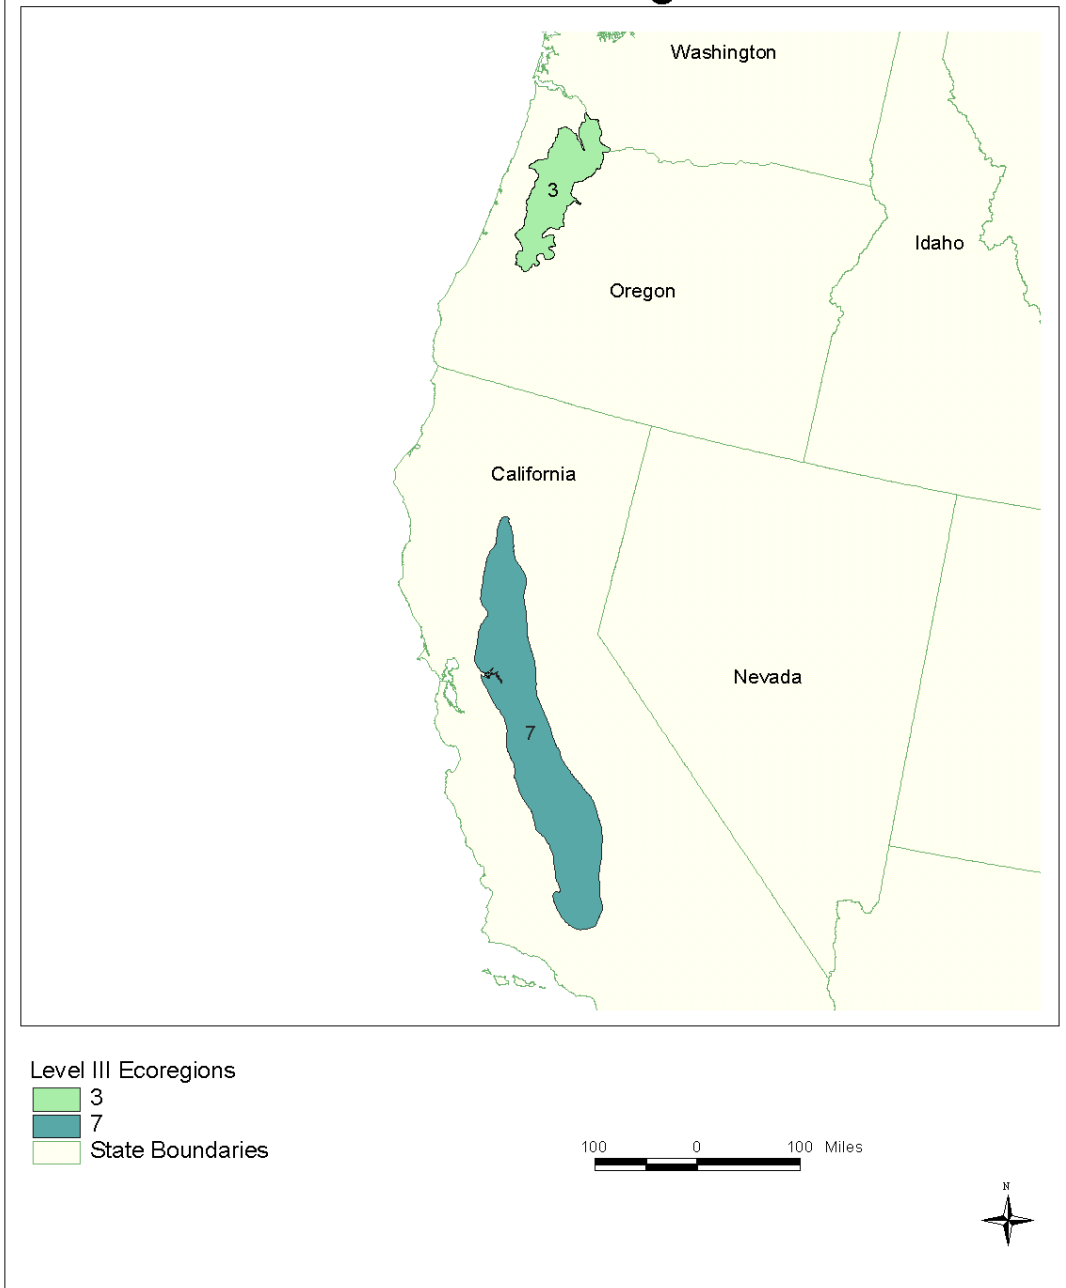 Washington
3
Idaho
Oregon
California
Nevada
7
Level III Ecoregions
3
7
State Boundaries
100 0 100 Miles
N